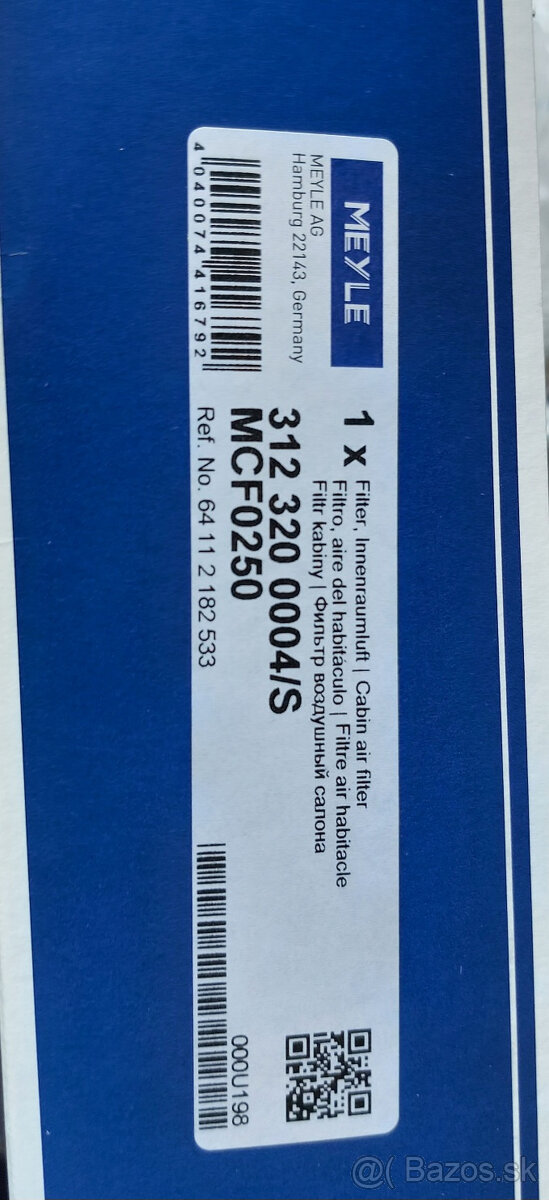 MEYLE
MEYLE AG
Hamburg 22143, Germany
4 040074 416792
1 x Filter, Innenraumluft | Cabin air filter
Filtro, aire del habitáculo | Filtre air habitacle
Filtr kabiny | Фильтр воздушный салона
312 320 0004/S
MCF0250
Ref. No. 64 11 2 182 533
000U198
@( Bazos.sk